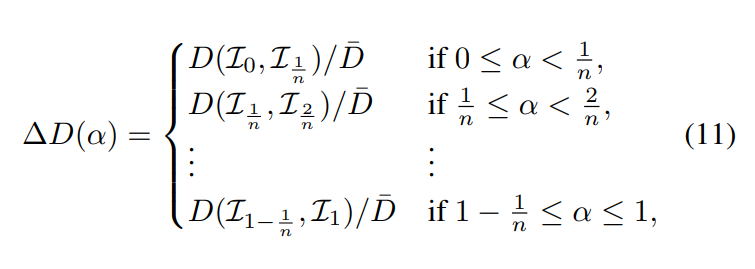 D(I₀, I_{1/n})/D̄ if 0 ≤ α < 1/n,
D(I_{1/n}, I_{2/n})/D̄ if 1/n ≤ α < 2/n,
ΔD(α) = { ⋮ ⋮ (11)
D(I_{1−1/n}, I₁)/D̄ if 1 − 1/n ≤ α ≤ 1,